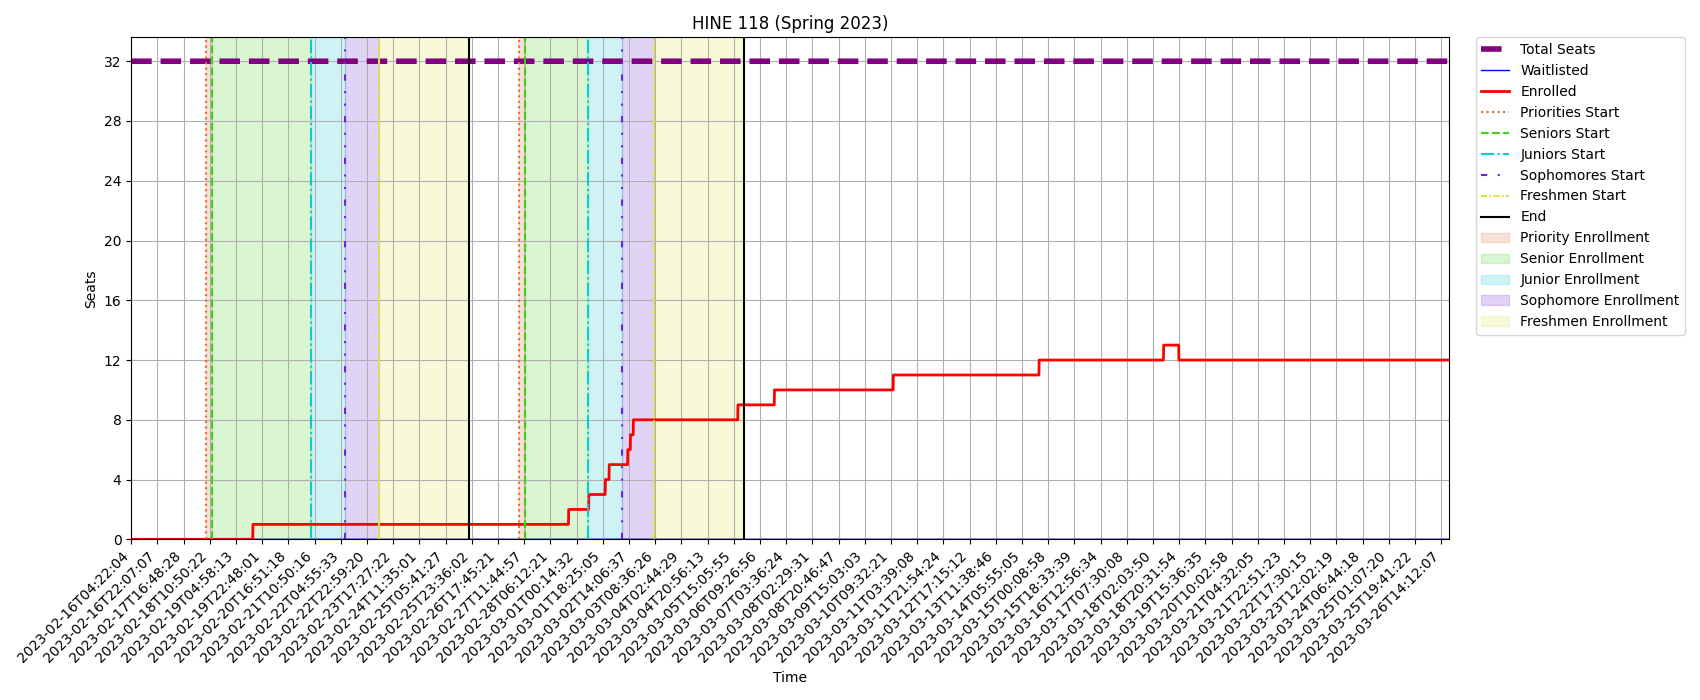 HINE 118 (Spring 2023)
Seats
32
28
24
20
16
12
8
4
0
2023-02-16T04:22:04
2023-02-16T22:07:07
2023-02-17T16:48:28
2023-02-18T10:50:22
2023-02-19T04:58:13
2023-02-19T22:48:01
2023-02-20T16:51:18
2023-02-21T10:50:16
2023-02-22T04:55:33
2023-02-22T22:59:20
2023-02-23T17:27:22
2023-02-24T11:35:01
2023-02-25T05:41:27
2023-02-25T23:36:02
2023-02-26T17:45:21
2023-02-27T11:44:57
2023-02-28T06:12:21
2023-03-01T00:14:32
2023-03-01T18:25:05
2023-03-02T14:06:37
2023-03-03T08:36:26
2023-03-04T02:44:29
2023-03-04T20:56:13
2023-03-05T15:05:55
2023-03-06T09:26:56
2023-03-07T03:36:24
2023-03-08T02:29:31
2023-03-08T20:46:47
2023-03-09T15:03:03
2023-03-10T09:32:21
2023-03-11T03:39:08
2023-03-11T21:54:24
2023-03-12T17:15:12
2023-03-13T11:38:46
2023-03-14T05:55:05
2023-03-15T00:08:58
2023-03-15T18:33:39
2023-03-16T12:56:34
2023-03-17T07:30:08
2023-03-18T02:03:50
2023-03-18T20:31:54
2023-03-19T15:36:35
2023-03-20T10:02:58
2023-03-21T04:32:05
2023-03-21T22:51:23
2023-03-22T17:30:15
2023-03-23T12:02:19
2023-03-24T06:44:18
2023-03-25T01:07:20
2023-03-25T19:41:22
2023-03-26T14:12:07
Time
Total Seats
Waitlisted
Enrolled
Priorities Start
Seniors Start
Juniors Start
Sophomores Start
Freshmen Start
End
Priority Enrollment
Senior Enrollment
Junior Enrollment
Sophomore Enrollment
Freshmen Enrollment